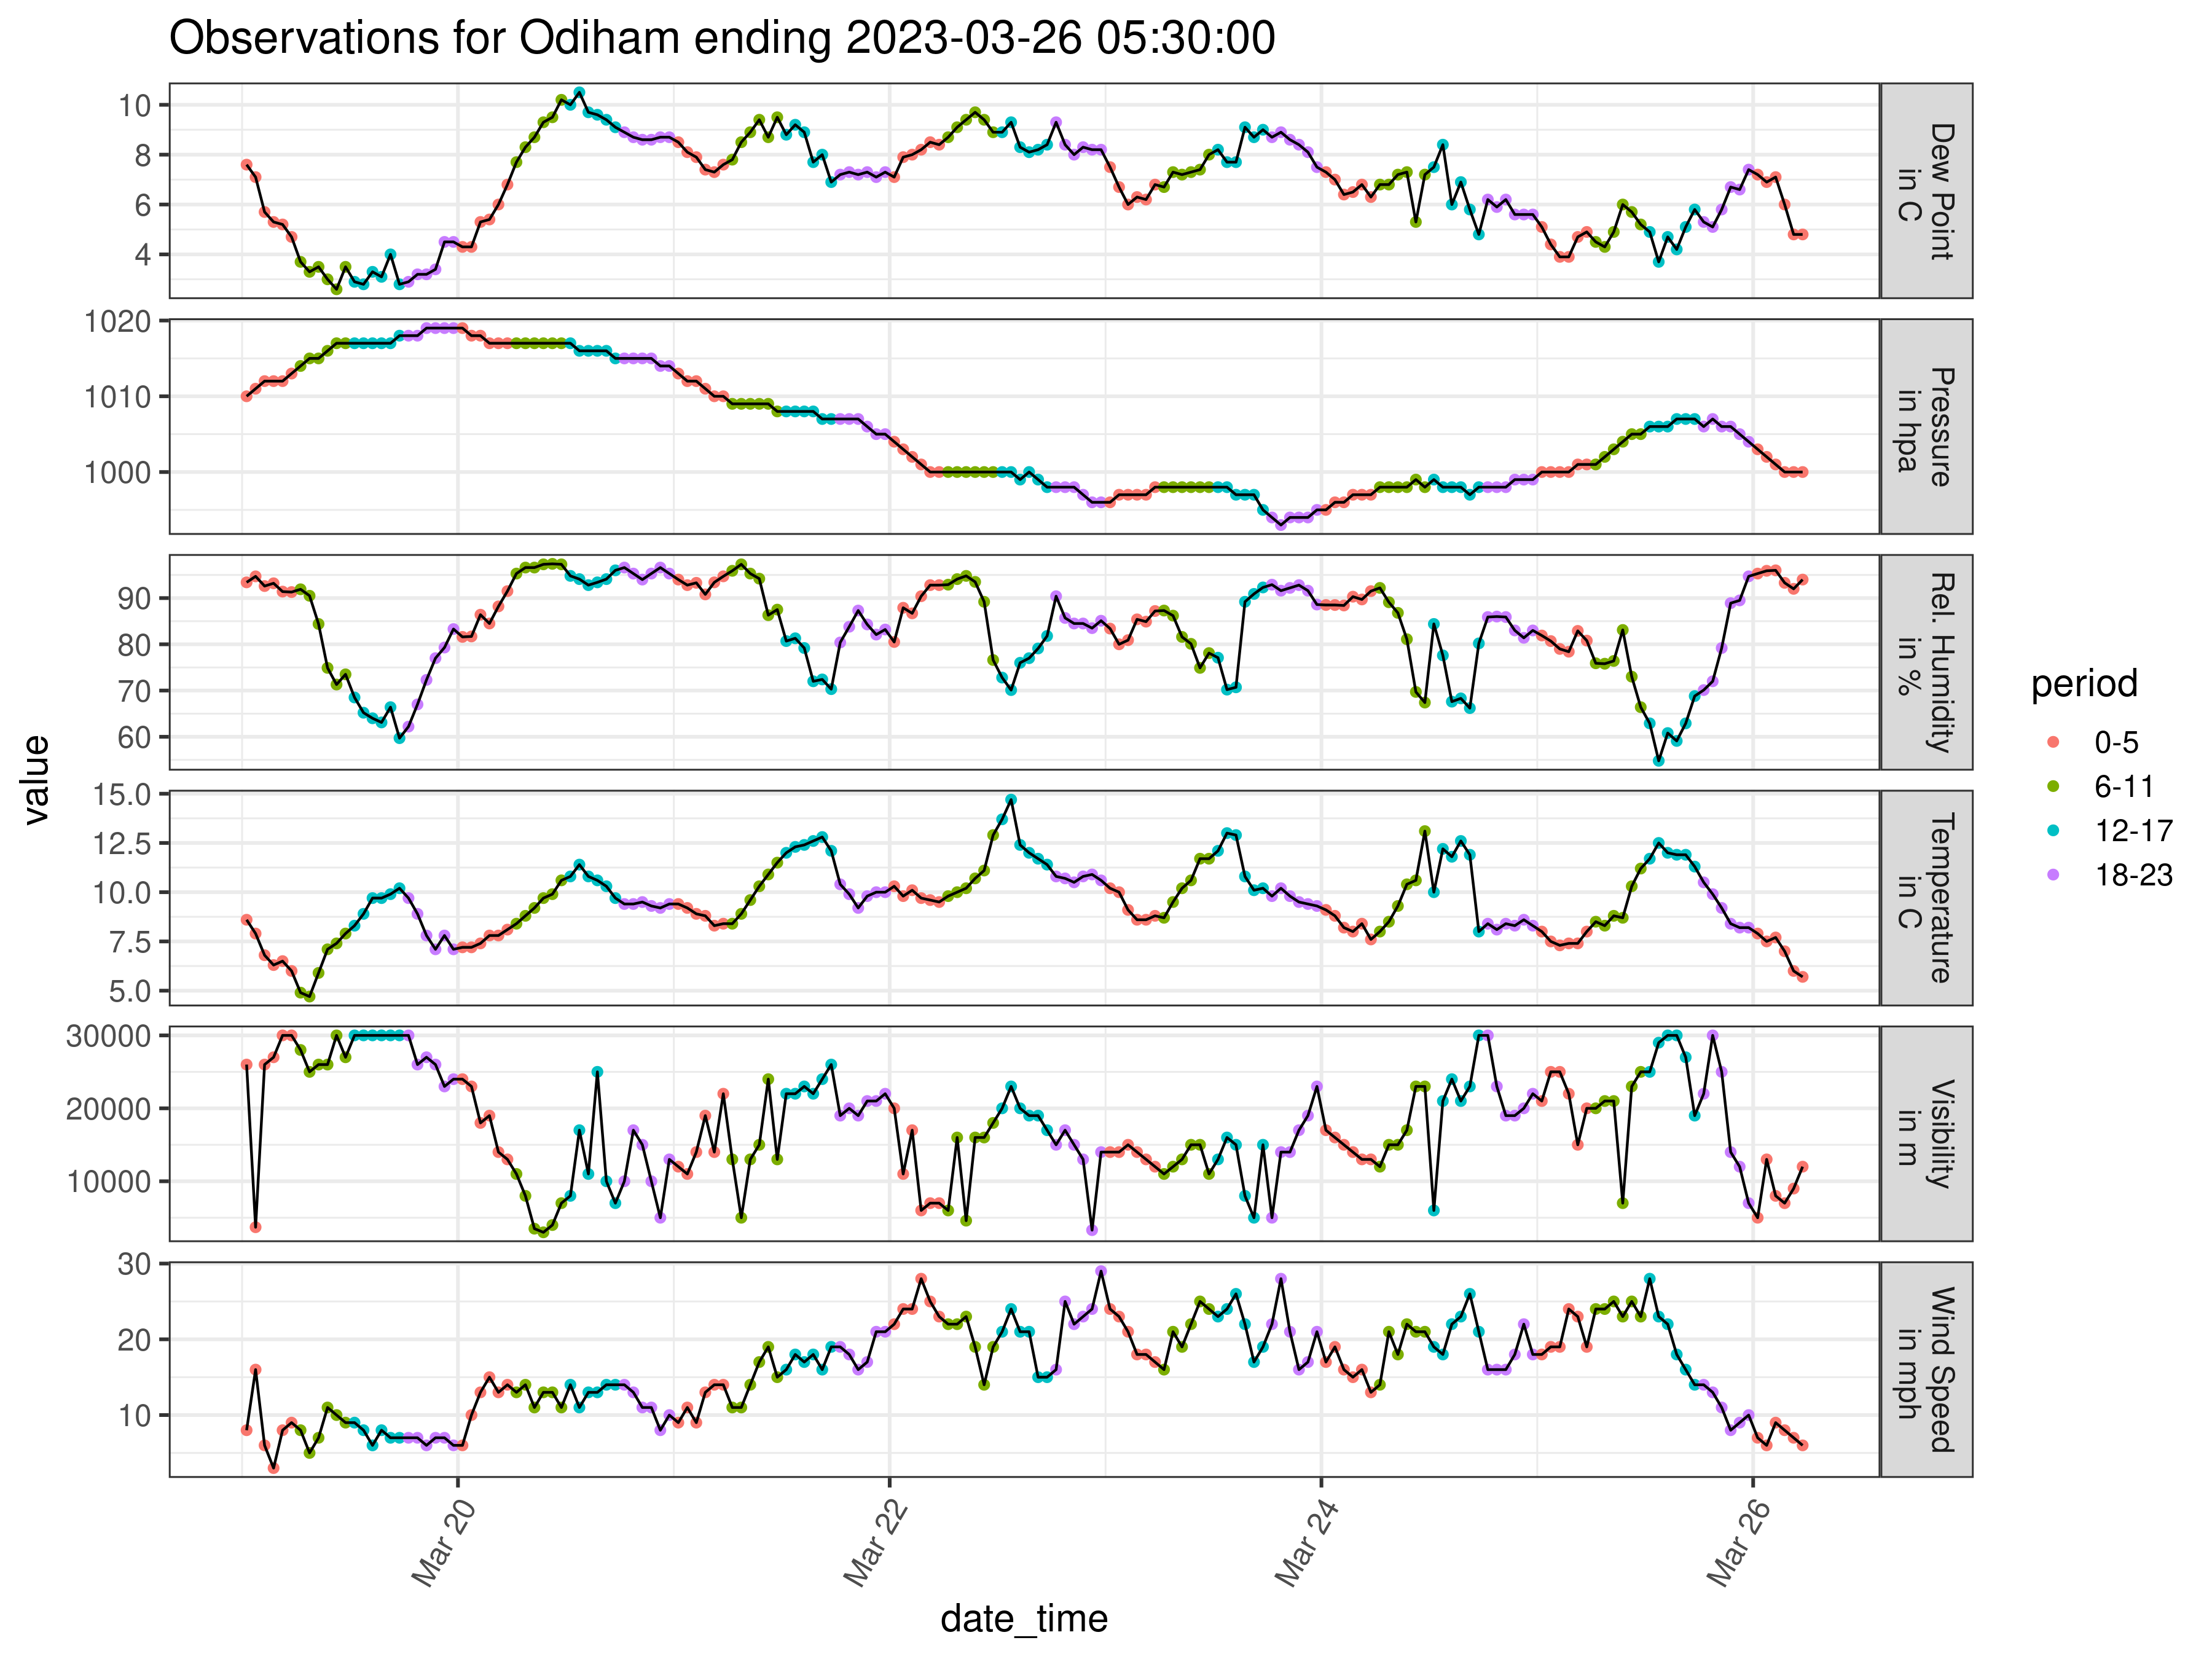 Observations for Odiham ending 2023-03-26 05:30:00
10
8
6
4
Dew Point
in C
1020
1010
1000
Pressure
in hpa
90
80
70
60
Rel. Humidity
in %
15.0
12.5
10.0
7.5
5.0
Temperature
in C
30000
20000
10000
Visibility
in m
30
20
10
Wind Speed
in mph
value
Mar 20
Mar 22
Mar 24
Mar 26
date_time
period
0-5
6-11
12-17
18-23